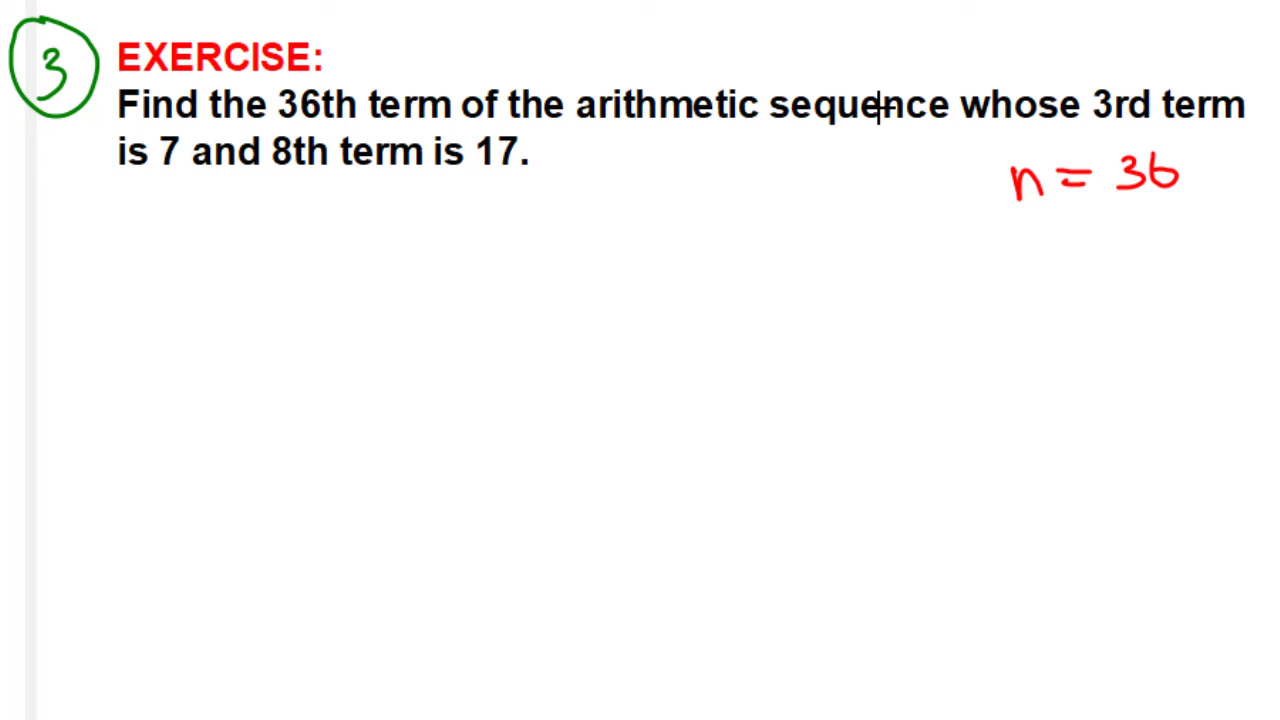 3
EXERCISE:
Find the 36th term of the arithmetic sequence whose 3rd term
is 7 and 8th term is 17.
n = 36